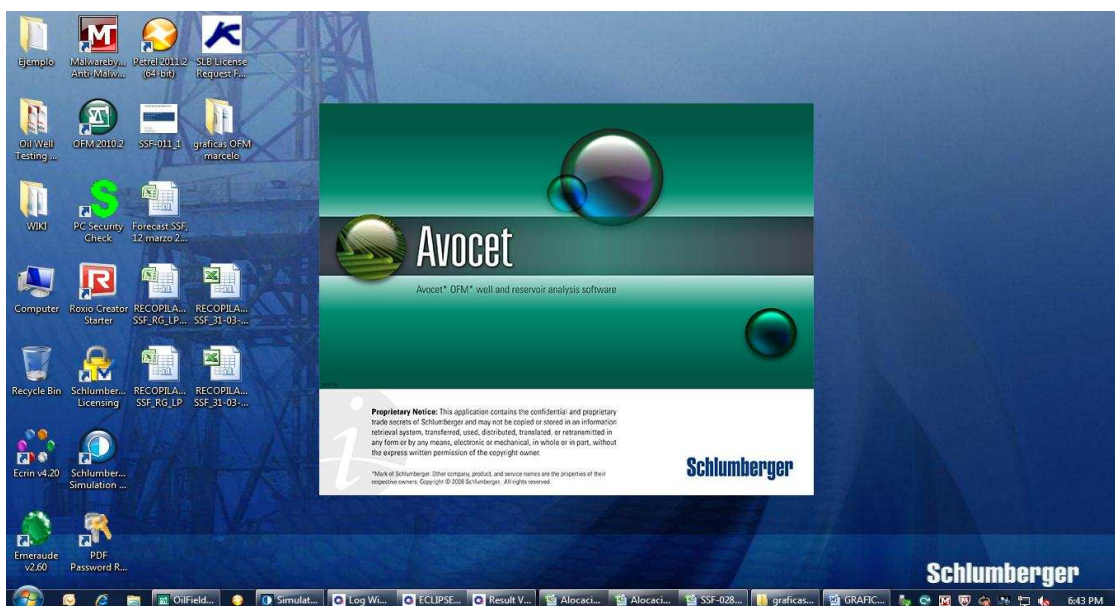 Ejemplo
Malwareby...
Anti-Malw...
Petrel 2011.2
(64-bit)
SLB License
Request F...
Oil Well
Testing ...
OFM 2010.2
SSF-011_1
graficas OFM
marcelo
WIKI
PC Security
Check
Forecast SSF,
12 marzo 2...
Computer
Roxio Creator
Starter
RECOPILA...
SSF_RG_LP...
RECOPILA...
SSF_31-03-...
Recycle Bin
Schlumber...
Licensing
RECOPILA...
SSF_RG_LP
RECOPILA...
SSF_31-03-...
Ecrin v4.20
Schlumber...
Simulation ...
Emeraude
v2.60
PDF
Password R...
Avocet
Avocet* OFM* well and reservoir analysis software
Proprietary Notice: This application contains the confidential and proprietary
trade secrets of Schlumberger and may not be copied or stored in an information
retrieval system, transferred, used, distributed, translated, or retransmitted in
any form or by any means, electronic or mechanical, in whole or in part, without
the express written permission of the copyright owner.
*Mark of Schlumberger. Other company, product, and service names are the properties of their
respective owners. Copyright © 2008 Schlumberger. All rights reserved.
Schlumberger
Schlumberger
OilField...
Simulat...
Log Wi...
ECLIPSE...
Result V...
Alocaci...
Alocaci...
SSF-028...
graficas...
GRAFIC...
6:43 PM